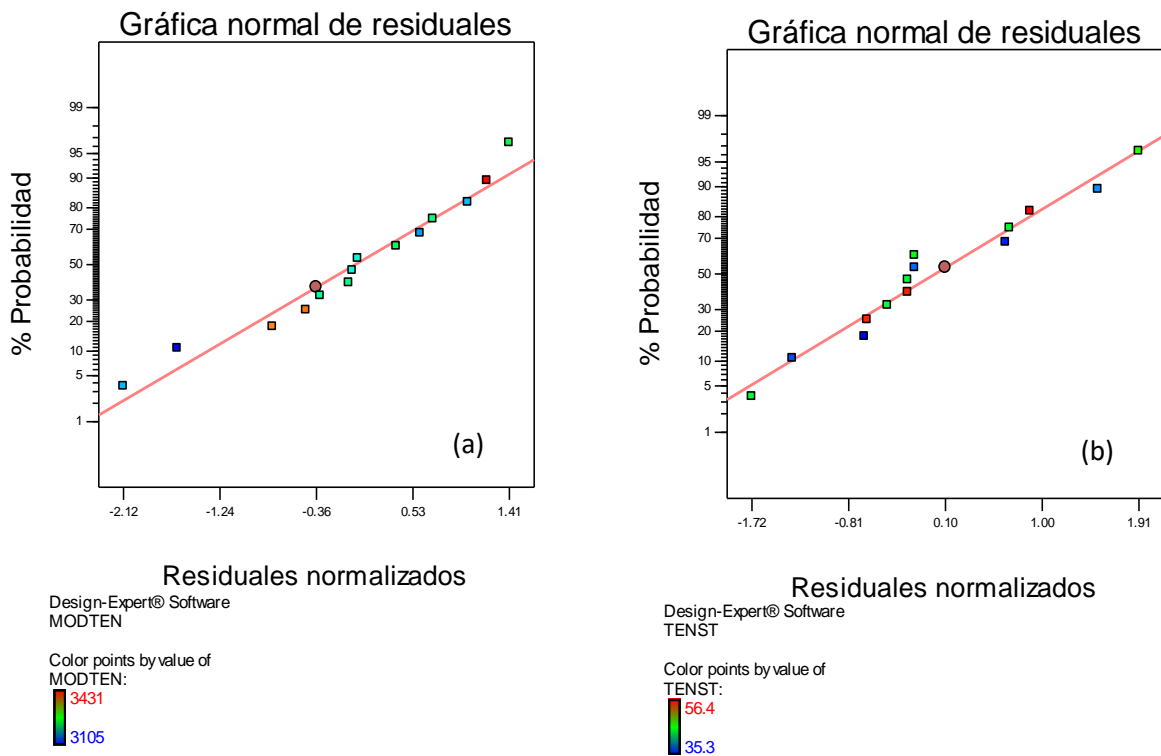 Gráfica normal de residuales
% Probabilidad
99
95
90
80
70
50
30
20
10
5
1
(a)
-2.12
-1.24
-0.36
0.53
1.41
Residuales normalizados
Design-Expert® Software
MODTEN
Color points by value of
MODTEN:
3431
3105
Gráfica normal de residuales
% Probabilidad
99
95
90
80
70
50
30
20
10
5
1
(b)
-1.72
-0.81
0.10
1.00
1.91
Residuales normalizados
Design-Expert® Software
TENST
Color points by value of
TENST:
56.4
35.3